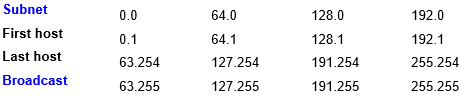 Subnet 0.0 64.0 128.0 192.0
First host 0.1 64.1 128.1 192.1
Last host 63.254 127.254 191.254 255.254
Broadcast 63.255 127.255 191.255 255.255